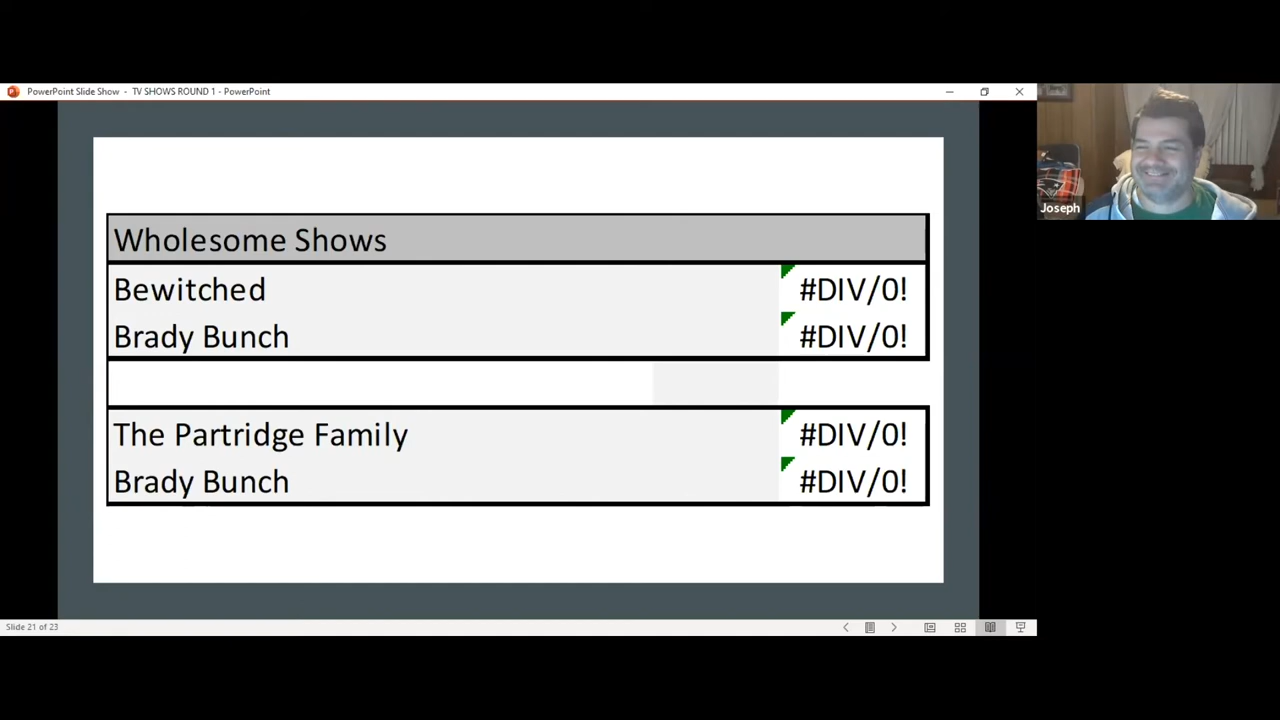 PowerPoint Slide Show - TV SHOWS ROUND 1 - PowerPoint
Joseph
Wholesome Shows
Bewitched #DIV/0!
Brady Bunch #DIV/0!
The Partridge Family #DIV/0!
Brady Bunch #DIV/0!
Slide 21 of 23